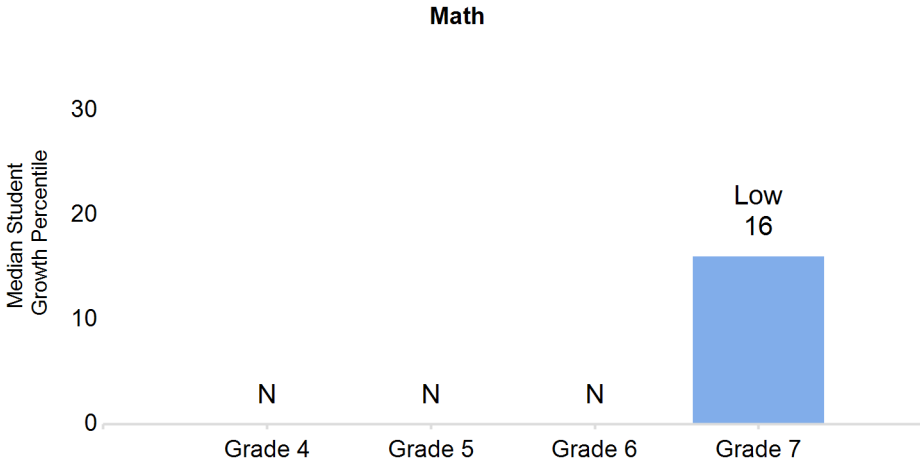 Math
Median Student
Growth Percentile
30
20
10
0
N
N
N
Low
16
Grade 4
Grade 5
Grade 6
Grade 7